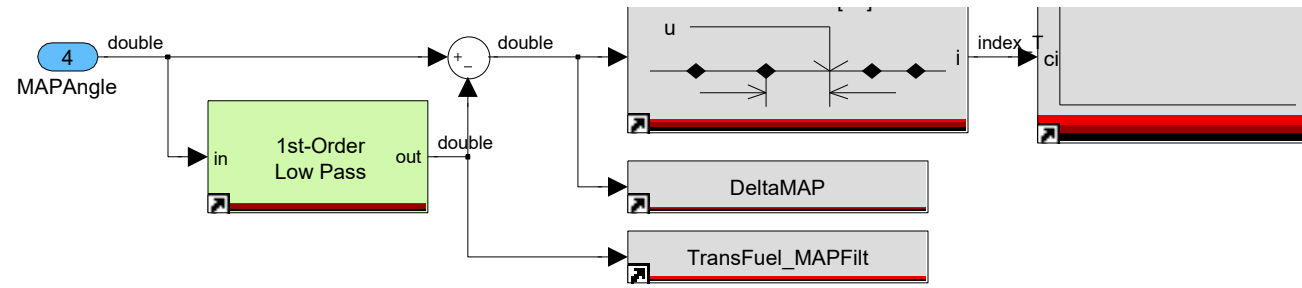 u
double
double
4
i
index_T
ci
MAPAngle
1st-Order
Low Pass
in
out
double
DeltaMAP
TransFuel_MAPFilt